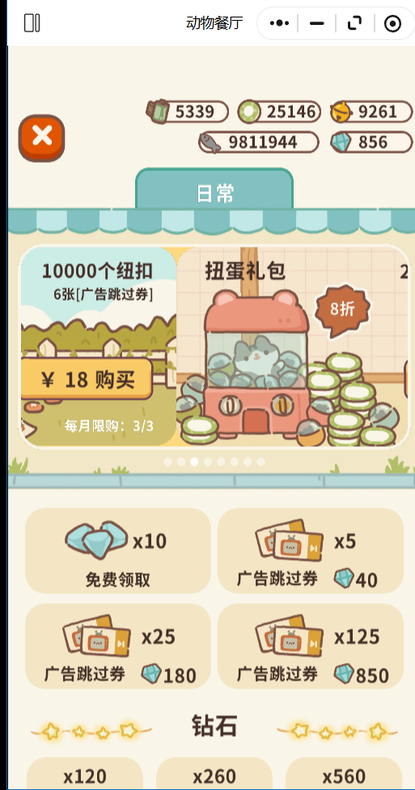 动物餐厅
5339 25146 9261
9811944 856
日常
10000个纽扣
6张[广告跳过券]
¥ 18 购买
每月限购：3/3
扭蛋礼包
8折
2
x10
免费领取
x5
广告跳过券 40
x25
广告跳过券 180
x125
广告跳过券 850
钻石
x120 x260 x560